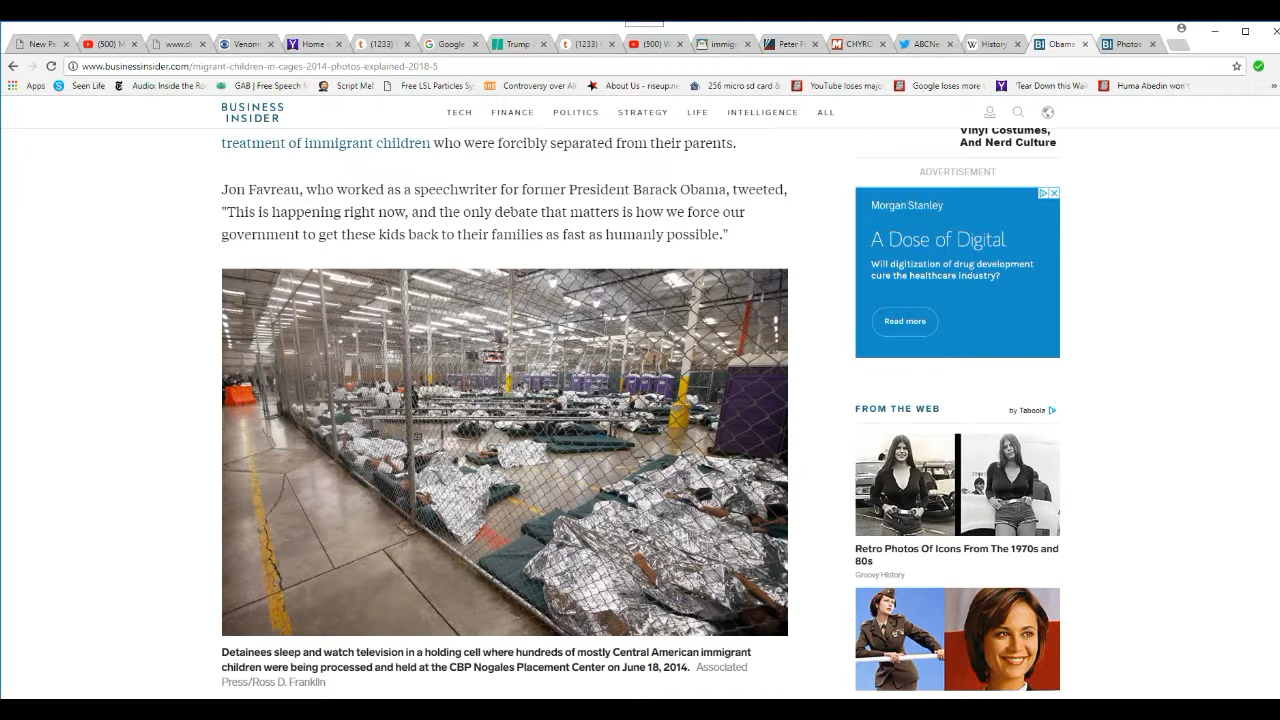 New P
(500) M
www.di
Venom
Home -
(1233)
Google
Trump
(1233)
(500) V
immig
Peter F
CHYRC
ABCNe
History
Obama
Photos
www.businessinsider.com/migrant-children-in-cages-2014-photos-explained-2018-5
Apps
Seen Life
Audio: Inside the Ro
GAB | Free Speech f
Script Mel
Free LSL Particles Sy
Controversy over Al
About Us - riseup.ne
256 micro sd card &
YouTube loses majo
Google loses more
'Tear Down this Wal
Huma Abedin won't
»
BUSINESS
INSIDER
TECH FINANCE POLITICS STRATEGY LIFE INTELLIGENCE ALL
treatment of immigrant children who were forcibly separated from their parents.
Jon Favreau, who worked as a speechwriter for former President Barack Obama, tweeted,
"This is happening right now, and the only debate that matters is how we force our
government to get these kids back to their families as fast as humanly possible."
Detainees sleep and watch television in a holding cell where hundreds of mostly Central American immigrant
children were being processed and held at the CBP Nogales Placement Center on June 18, 2014. Associated
Press/Ross D. Franklin
Vinyl Costumes,
And Nerd Culture
ADVERTISEMENT
Morgan Stanley
A Dose of Digital
Will digitization of drug development
cure the healthcare industry?
Read more
FROM THE WEB
by Taboola
Retro Photos Of Icons From The 1970s and
80s
Groovy History